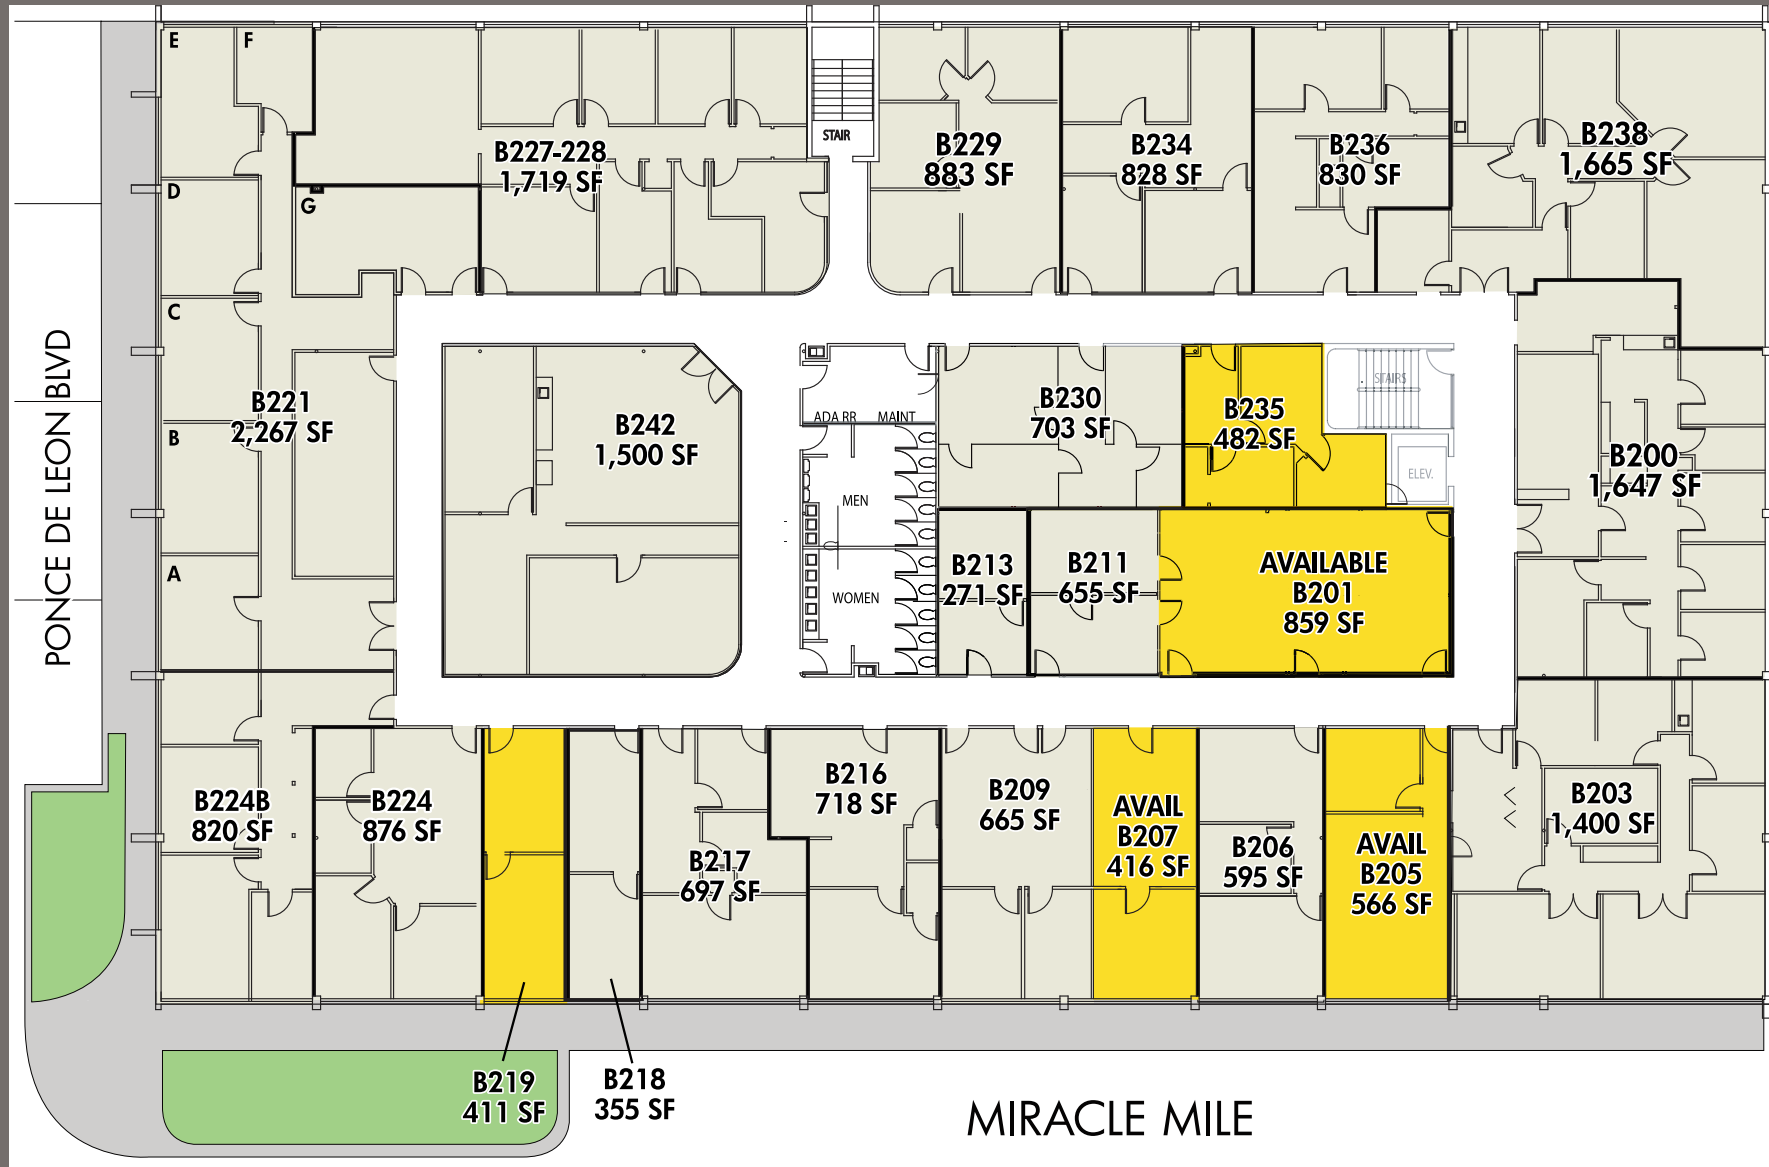 E
F
STAIR
B227-228
1,719 SF
B229
883 SF
B234
828 SF
B236
830 SF
B238
1,665 SF
D
G
C
PONCE DE LEON BLVD
B221
2,267 SF
B
A
B242
1,500 SF
ADA RR
MAINT
MEN
WOMEN
B230
703 SF
B235
482 SF
STAIRS
ELEV.
B200
1,647 SF
B213
271 SF
B211
655 SF
AVAILABLE
B201
859 SF
B224B
820 SF
B224
876 SF
B217
697 SF
B216
718 SF
B209
665 SF
AVAIL
B207
416 SF
B206
595 SF
AVAIL
B205
566 SF
B203
1,400 SF
B219
411 SF
B218
355 SF
MIRACLE MILE